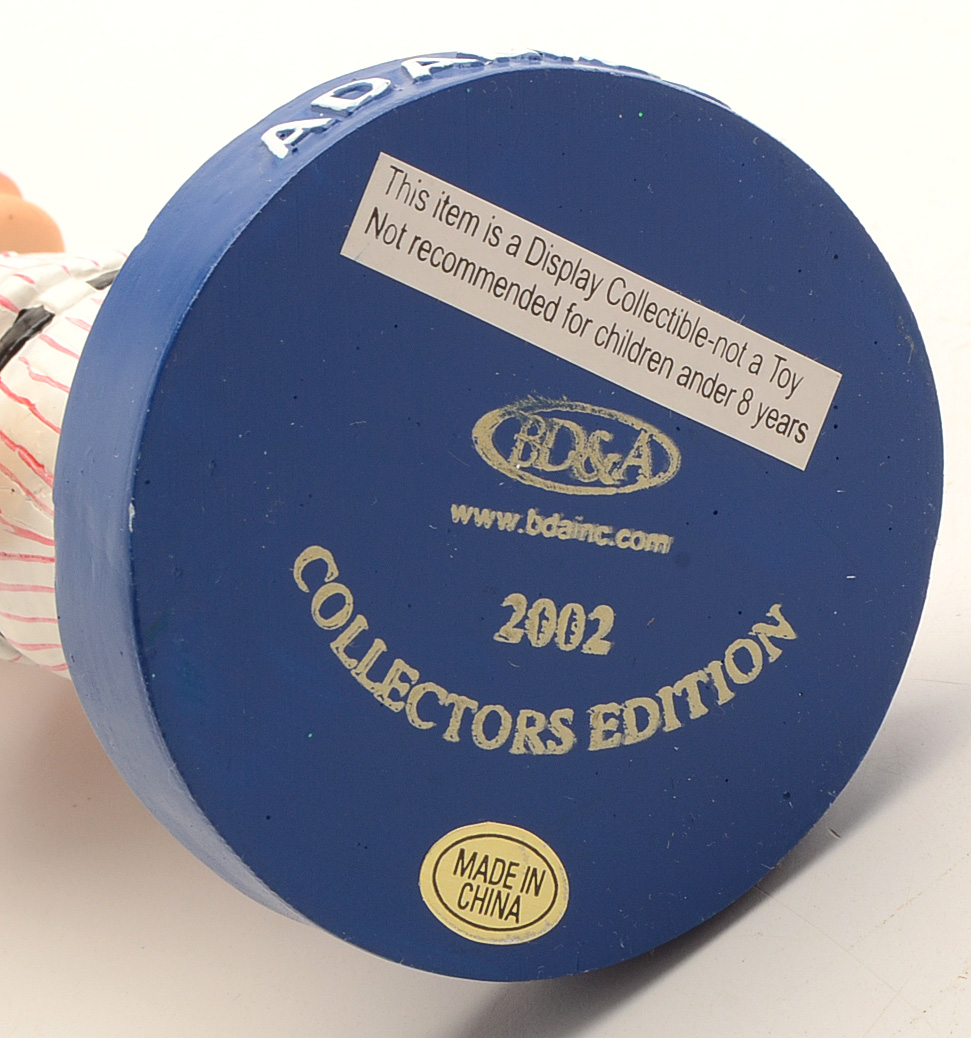 ADA
This item is a Display Collectible-not a Toy
Not recommended for children ander 8 years
BD&A
www.bdainc.com
2002
COLLECTORS EDITION
MADE IN
CHINA